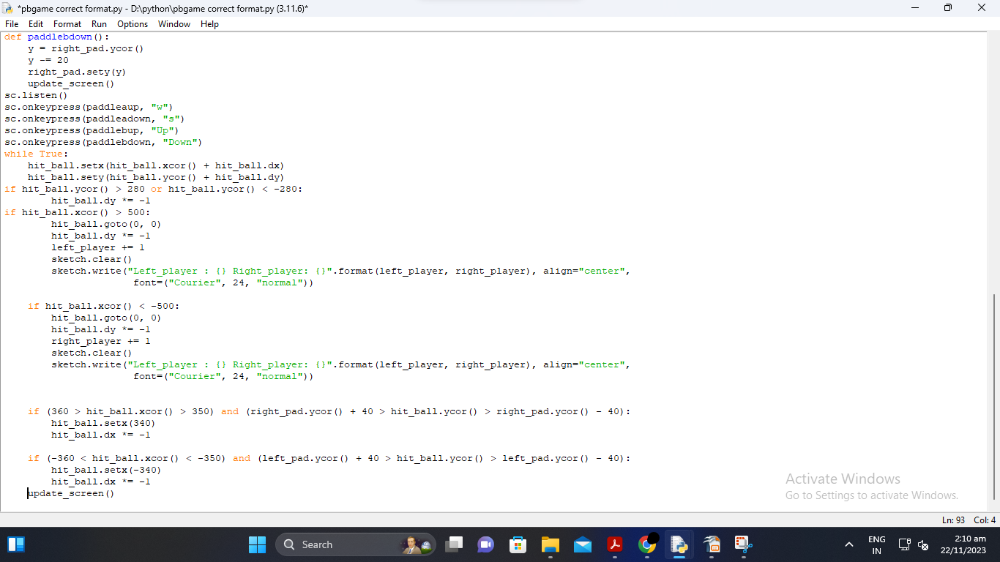 *pbgame correct format.py - D:\python\pbgame correct format.py (3.11.6)*
File Edit Format Run Options Window Help
def paddlebdown():
    y = right_pad.ycor()
    y -= 20
    right_pad.sety(y)
    update_screen()
sc.listen()
sc.onkeypress(paddleaup, "w")
sc.onkeypress(paddleadown, "s")
sc.onkeypress(paddlebup, "Up")
sc.onkeypress(paddlebdown, "Down")
while True:
    hit_ball.setx(hit_ball.xcor() + hit_ball.dx)
    hit_ball.sety(hit_ball.ycor() + hit_ball.dy)
if hit_ball.ycor() > 280 or hit_ball.ycor() < -280:
        hit_ball.dy *= -1
if hit_ball.xcor() > 500:
        hit_ball.goto(0, 0)
        hit_ball.dy *= -1
        left_player += 1
        sketch.clear()
        sketch.write("Left_player : {} Right_player: {}".format(left_player, right_player), align="center",
                      font=("Courier", 24, "normal"))
    if hit_ball.xcor() < -500:
        hit_ball.goto(0, 0)
        hit_ball.dy *= -1
        right_player += 1
        sketch.clear()
        sketch.write("Left_player : {} Right_player: {}".format(left_player, right_player), align="center",
                      font=("Courier", 24, "normal"))
    if (360 > hit_ball.xcor() > 350) and (right_pad.ycor() + 40 > hit_ball.ycor() > right_pad.ycor() - 40):
        hit_ball.setx(340)
        hit_ball.dx *= -1
    if (-360 < hit_ball.xcor() < -350) and (left_pad.ycor() + 40 > hit_ball.ycor() > left_pad.ycor() - 40):
        hit_ball.setx(-340)
        hit_ball.dx *= -1
    update_screen()
Activate Windows
Go to Settings to activate Windows.
Ln: 93 Col: 4
Search
ENG
IN
2:10 am
22/11/2023